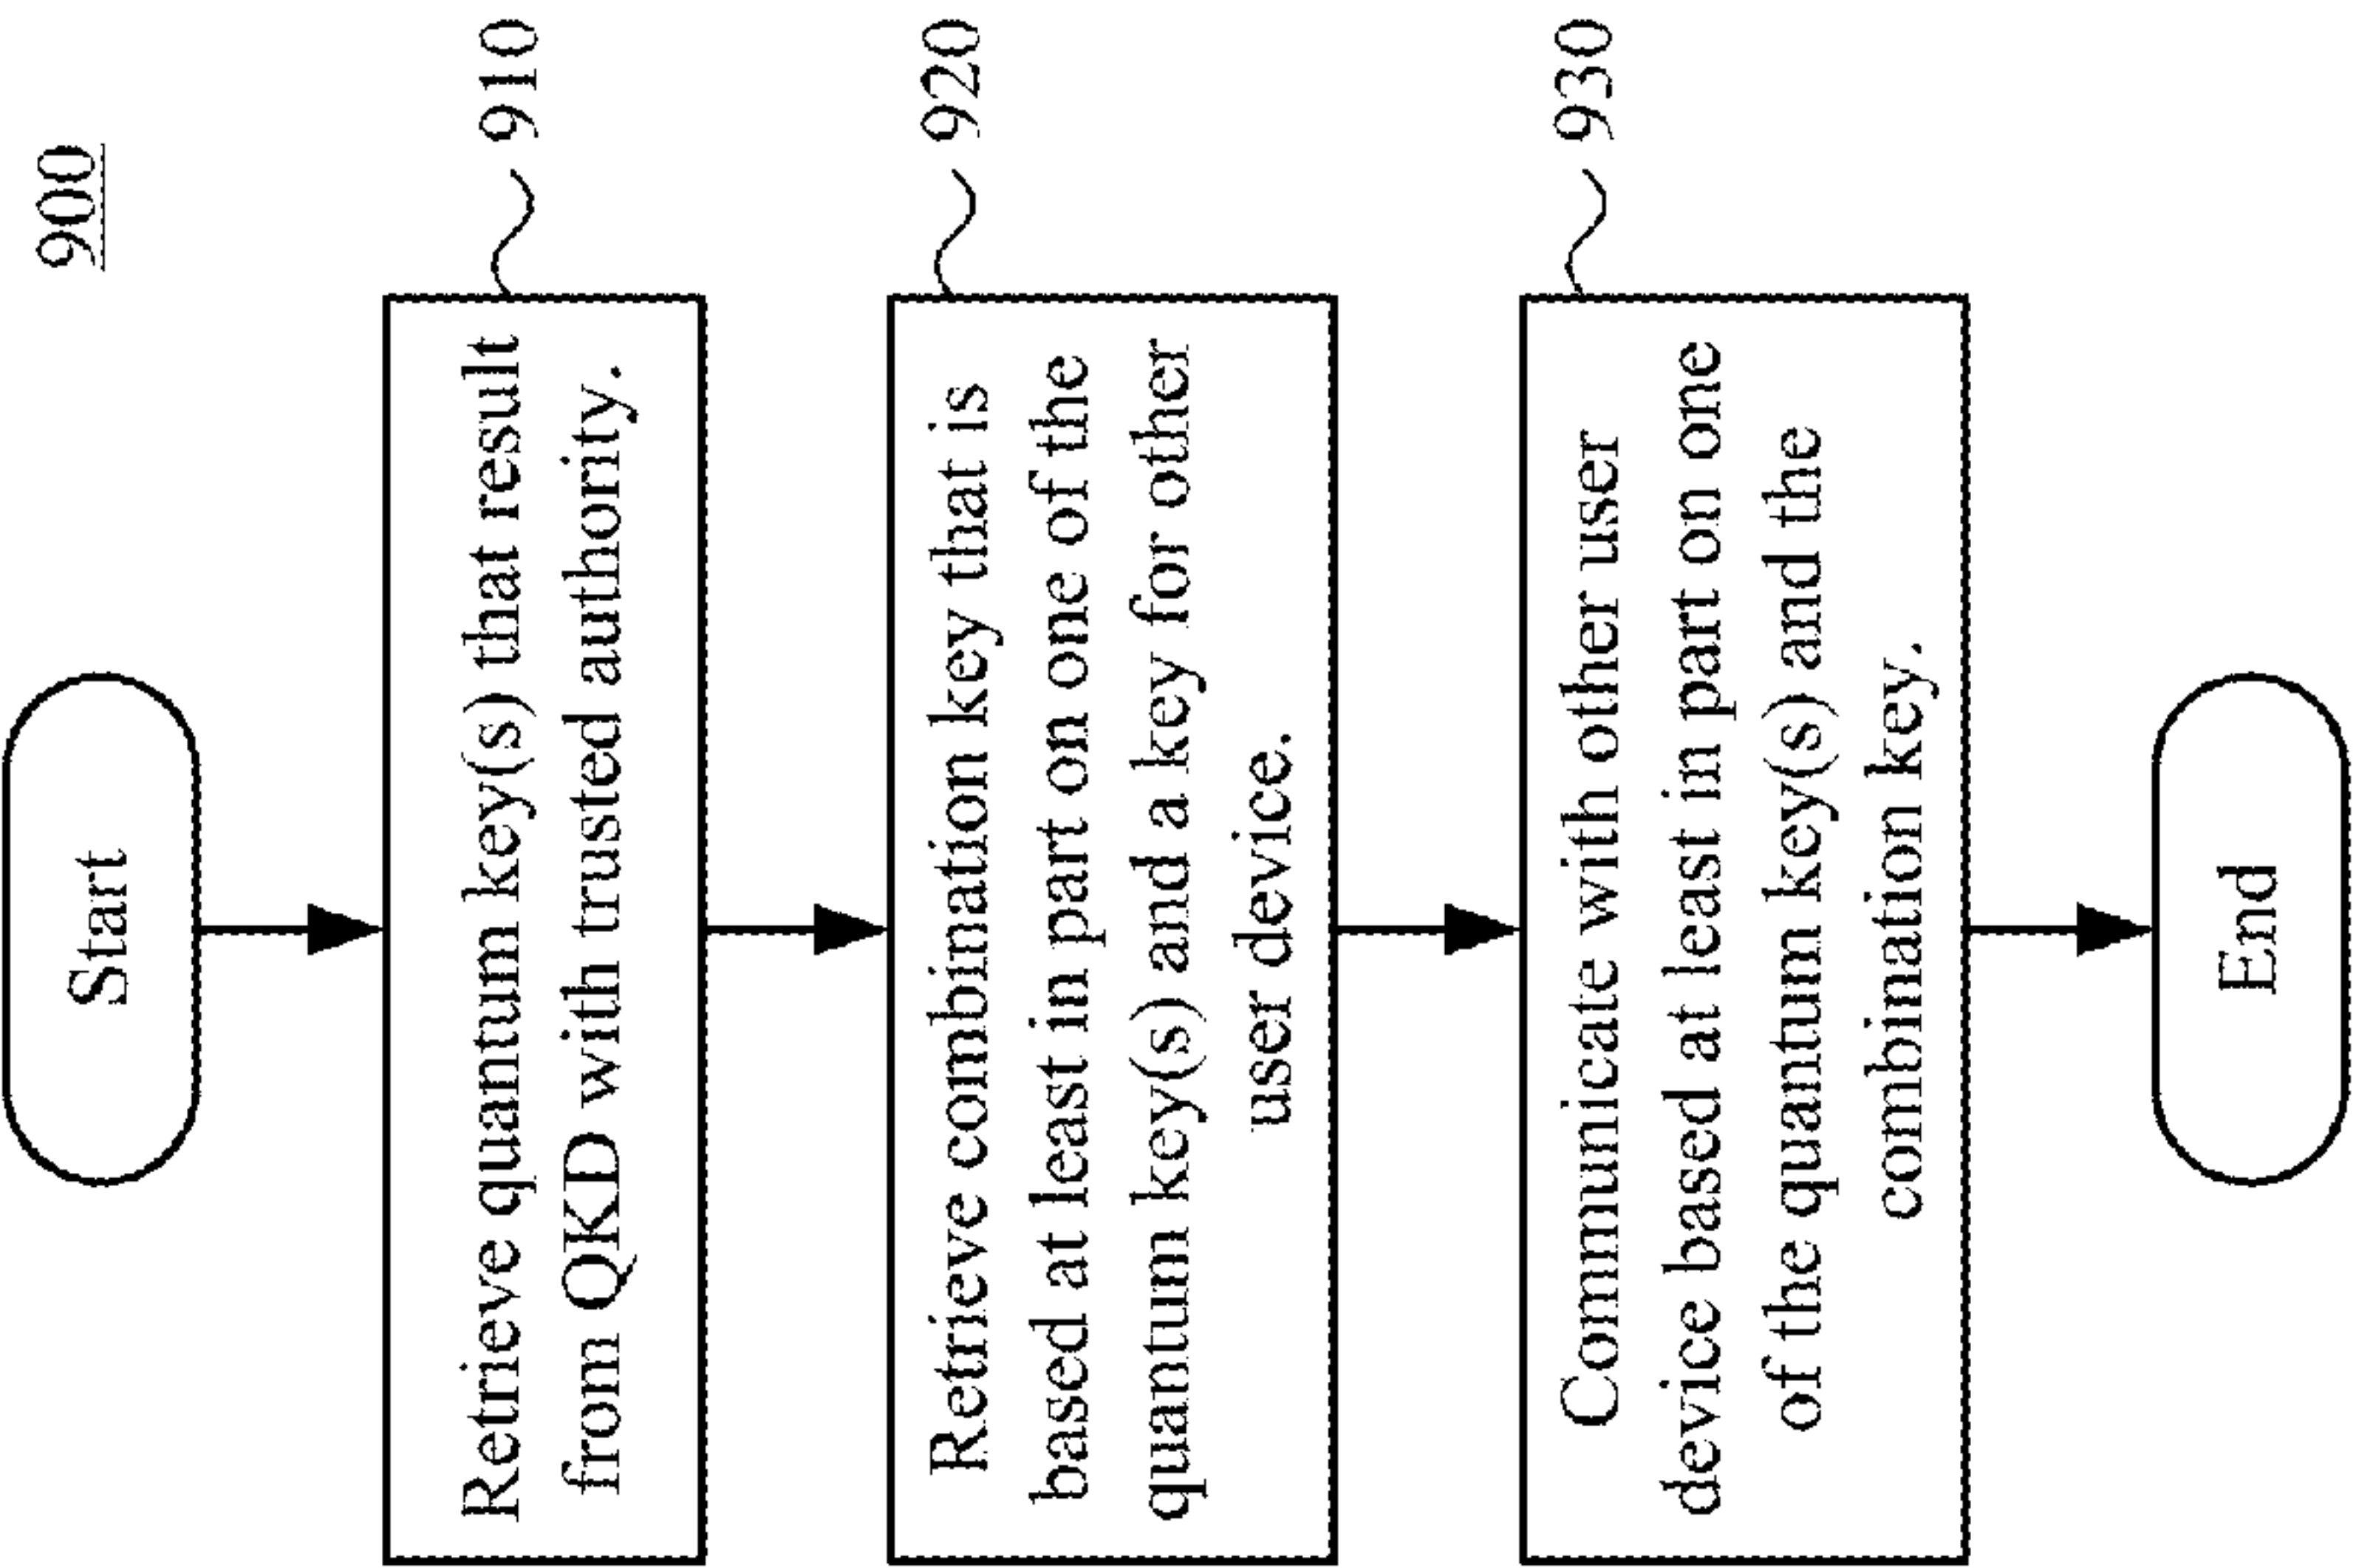 900
Start
Retrieve quantum key(s) that result
from QKD with trusted authority.
910
Retrieve combination key that is
based at least in part on one of the
quantum key(s) and a key for other
user device.
920
Communicate with other user
device based at least in part on one
of the quantum key(s) and the
combination key.
930
End